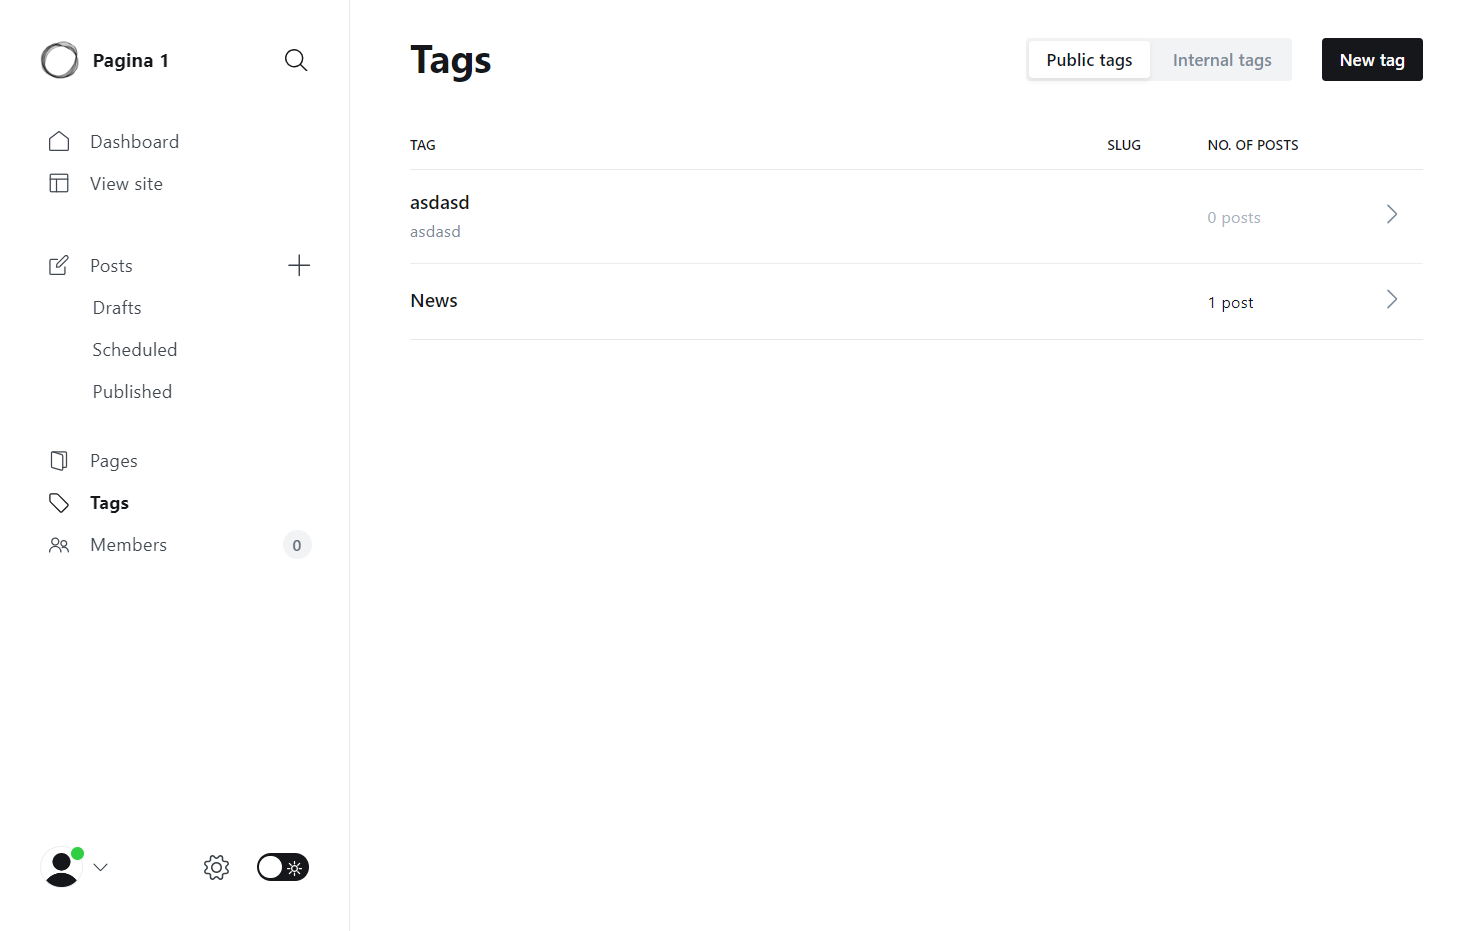 Pagina 1
Dashboard
View site
Posts
Drafts
Scheduled
Published
Pages
Tags
Members 0
Tags
Public tags Internal tags New tag
TAG SLUG NO. OF POSTS
asdasd
asdasd
0 posts
News 1 post